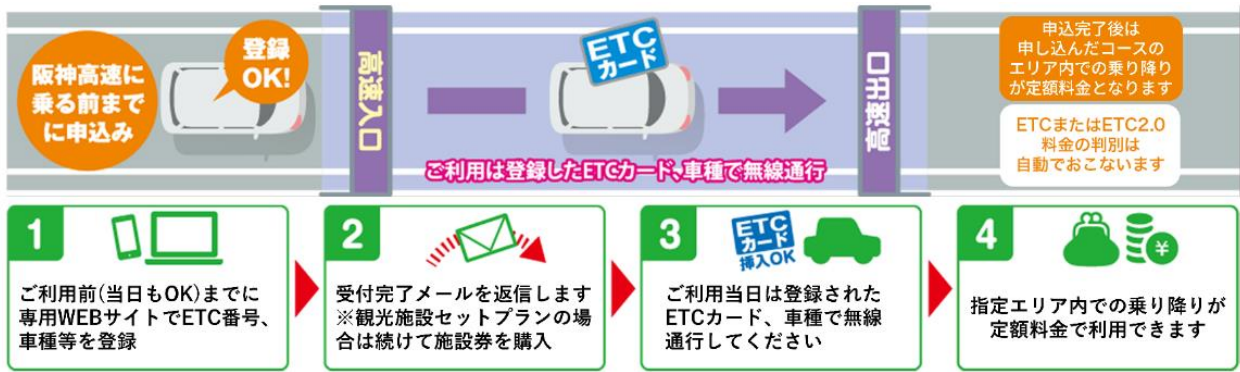 阪神高速に
乗る前まで
に申込み
登録
OK!
高速入口
ETC
カード
ご利用は登録したETCカード、車種で無線通行
高速出口
申込完了後は
申し込んだコースの
エリア内での乗り降り
が定額料金となります
ETCまたはETC2.0
料金の判別は
自動でおこないます
1
ご利用前(当日もOK)までに
専用WEBサイトでETC番号、
車種等を登録
2
受付完了メールを返信します
※観光施設セットプランの場
合は続けて施設券を購入
3
ETC
カード
挿入OK
ご利用当日は登録された
ETCカード、車種で無線
通行してください
4
¥
指定エリア内での乗り降りが
定額料金で利用できます